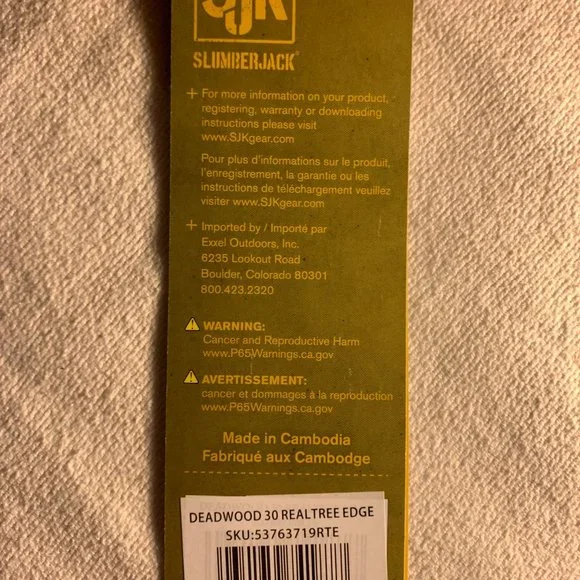 SJK
SLUMBERJACK®
+ For more information on your product,
registering, warranty or downloading
instructions please visit
www.SJKgear.com
Pour plus d'informations sur le produit,
l'enregistrement, la garantie ou les
instructions de téléchargement veuillez
visiter www.SJKgear.com
+ Imported by / Importé par
Exxel Outdoors, Inc.
6235 Lookout Road
Boulder, Colorado 80301
800.423.2320
WARNING:
Cancer and Reproductive Harm
www.P65Warnings.ca.gov
AVERTISSEMENT:
cancer et dommages à la reproduction
www.P65Warnings.ca.gov
Made in Cambodia
Fabriqué aux Cambodge
DEADWOOD 30 REALTREE EDGE
SKU:53763719RTE